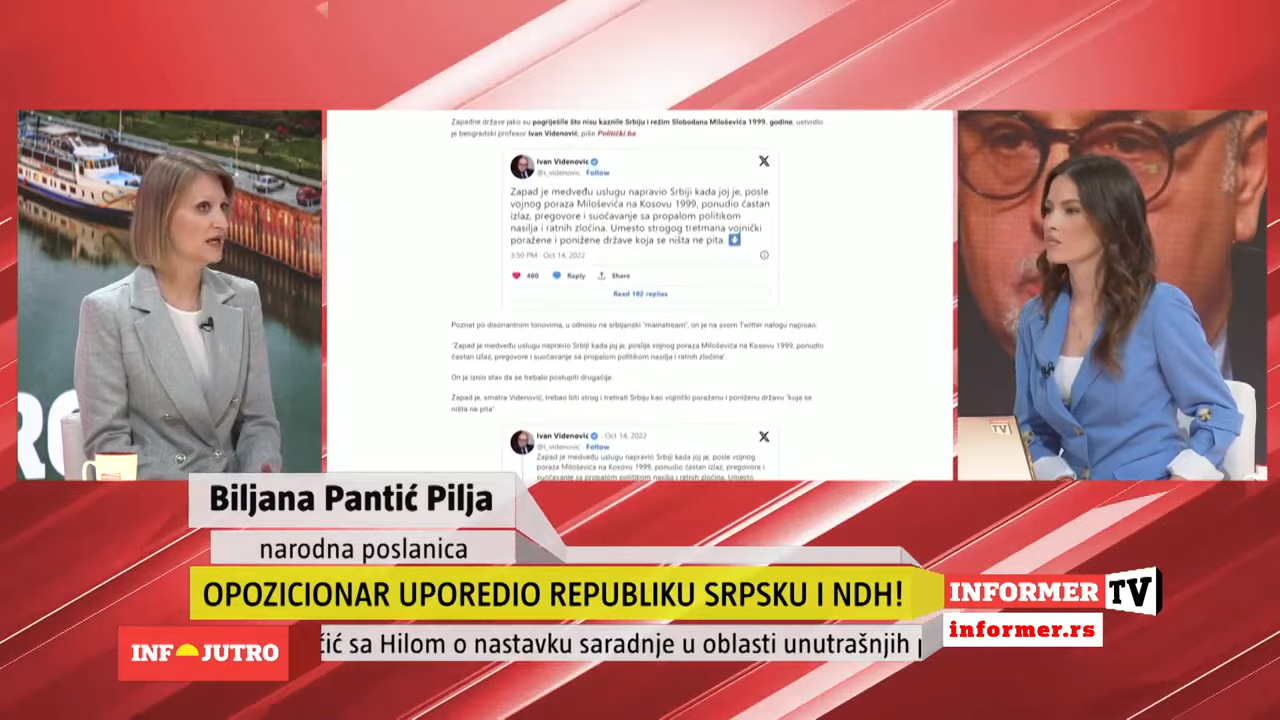 Zapadne države jako su pogriješile što nisu kaznile Srbiju i režim Slobodana Miloševića 1999. godine, ustvrdio
je beogradski profesor Ivan Videnović, piše Politički.ba.
Ivan Videnovic
@i_videnovic · Follow
Zapad je medveđu uslugu napravio Srbiji kada joj je, posle
vojnog poraza Miloševića na Kosovu 1999, ponudio častan
izlaz, pregovore i suočavanje sa propalom politikom
nasilja i ratnih zločina. Umesto strogog tretmana vojnički
poražene i ponižene države koja se ništa ne pita.
3:50 PM · Oct 14, 2022
460 Reply Share
Read 192 replies
Poznat po disonantnim tonovima, u odnosu na srbijanski "mainstream", on je na svom Twitter nalogu napisao:
"Zapad je medveđu uslugu napravio Srbiji kada joj je, poslije vojnog poraza Miloševića na Kosovu 1999, ponudio
častan izlaz, pregovore i suočavanje sa propalom politikom nasilja i ratnih zločina".
On je iznio stav da se trebalo postupiti drugačije.
Zapad je, smatra Videnović, trebao biti strog i tretirati Srbiju kao vojnički poraženu i poniženu državu "koja se
ništa ne pita"
Ivan Videnovic · Oct 14, 2022
@i_videnovic · Follow
Zapad je medveđu uslugu napravio Srbiji kada joj je, posle
vojnog poraza Miloševića na Kosovu 1999, ponudio častan
izlaz, pregovore i suočavanje sa propalom politikom
nasilja i ratnih zločina. Umesto
RO
TV
Biljana Pantić Pilja
narodna poslanica
OPOZICIONAR UPOREDIO REPUBLIKU SRPSKU I NDH!
INFORMER TV
informer.rs
INF JUTRO
čić sa Hilom o nastavku saradnje u oblasti unutrašnjih p